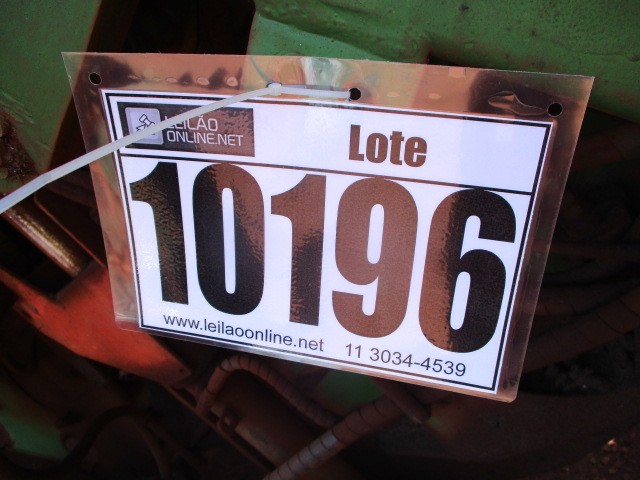 LEILÃO
ONLINE.NET
Lote
10196
www.leilaoonline.net 11 3034-4539